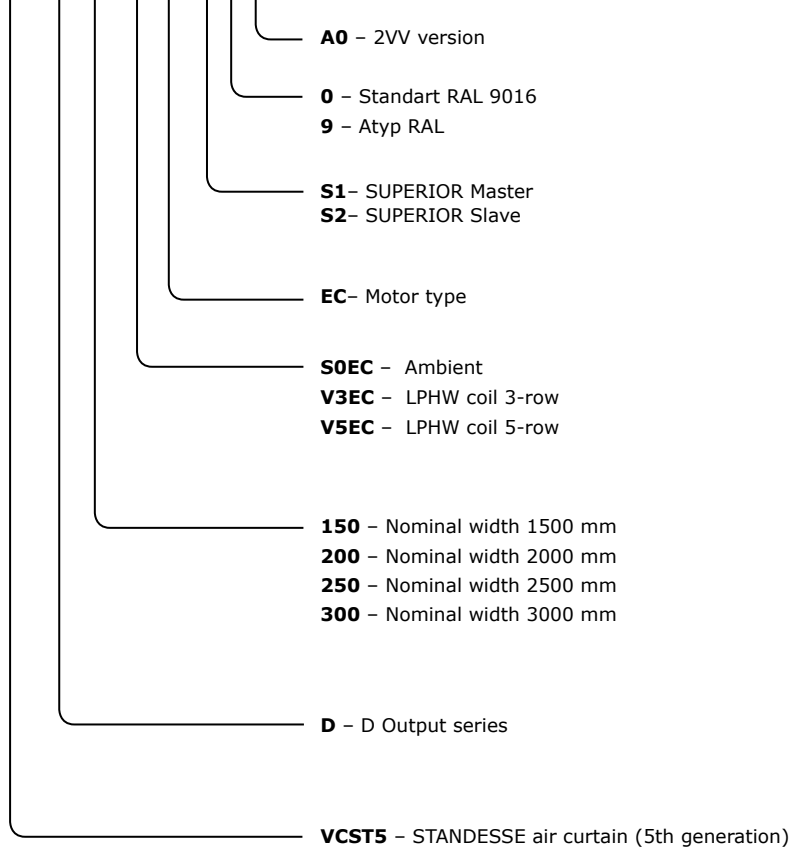 A0 – 2VV version
0 – Standart RAL 9016
9 – Atyp RAL
S1– SUPERIOR Master
S2– SUPERIOR Slave
EC– Motor type
S0EC – Ambient
V3EC – LPHW coil 3-row
V5EC – LPHW coil 5-row
150 – Nominal width 1500 mm
200 – Nominal width 2000 mm
250 – Nominal width 2500 mm
300 – Nominal width 3000 mm
D – D Output series
VCST5 – STANDESSE air curtain (5th generation)